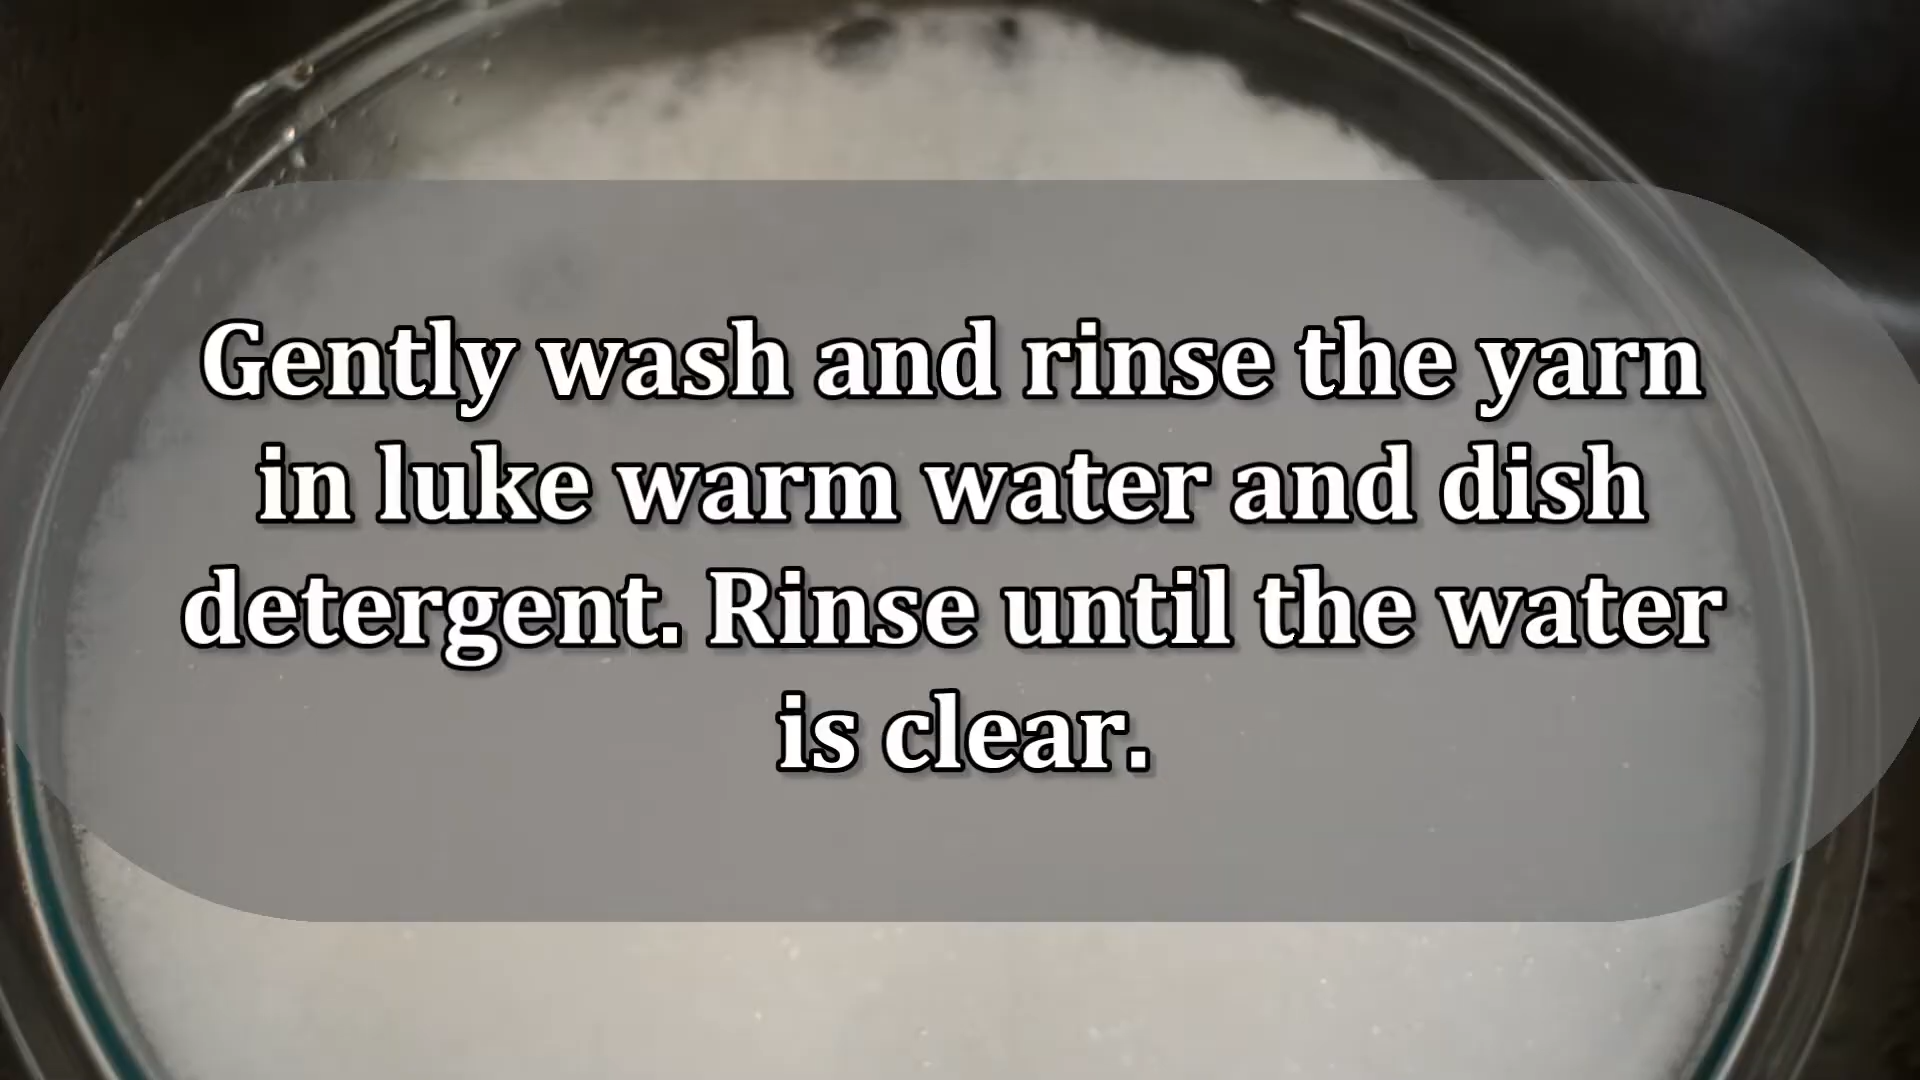 Gently wash and rinse the yarn
in luke warm water and dish
detergent. Rinse until the water
is clear.